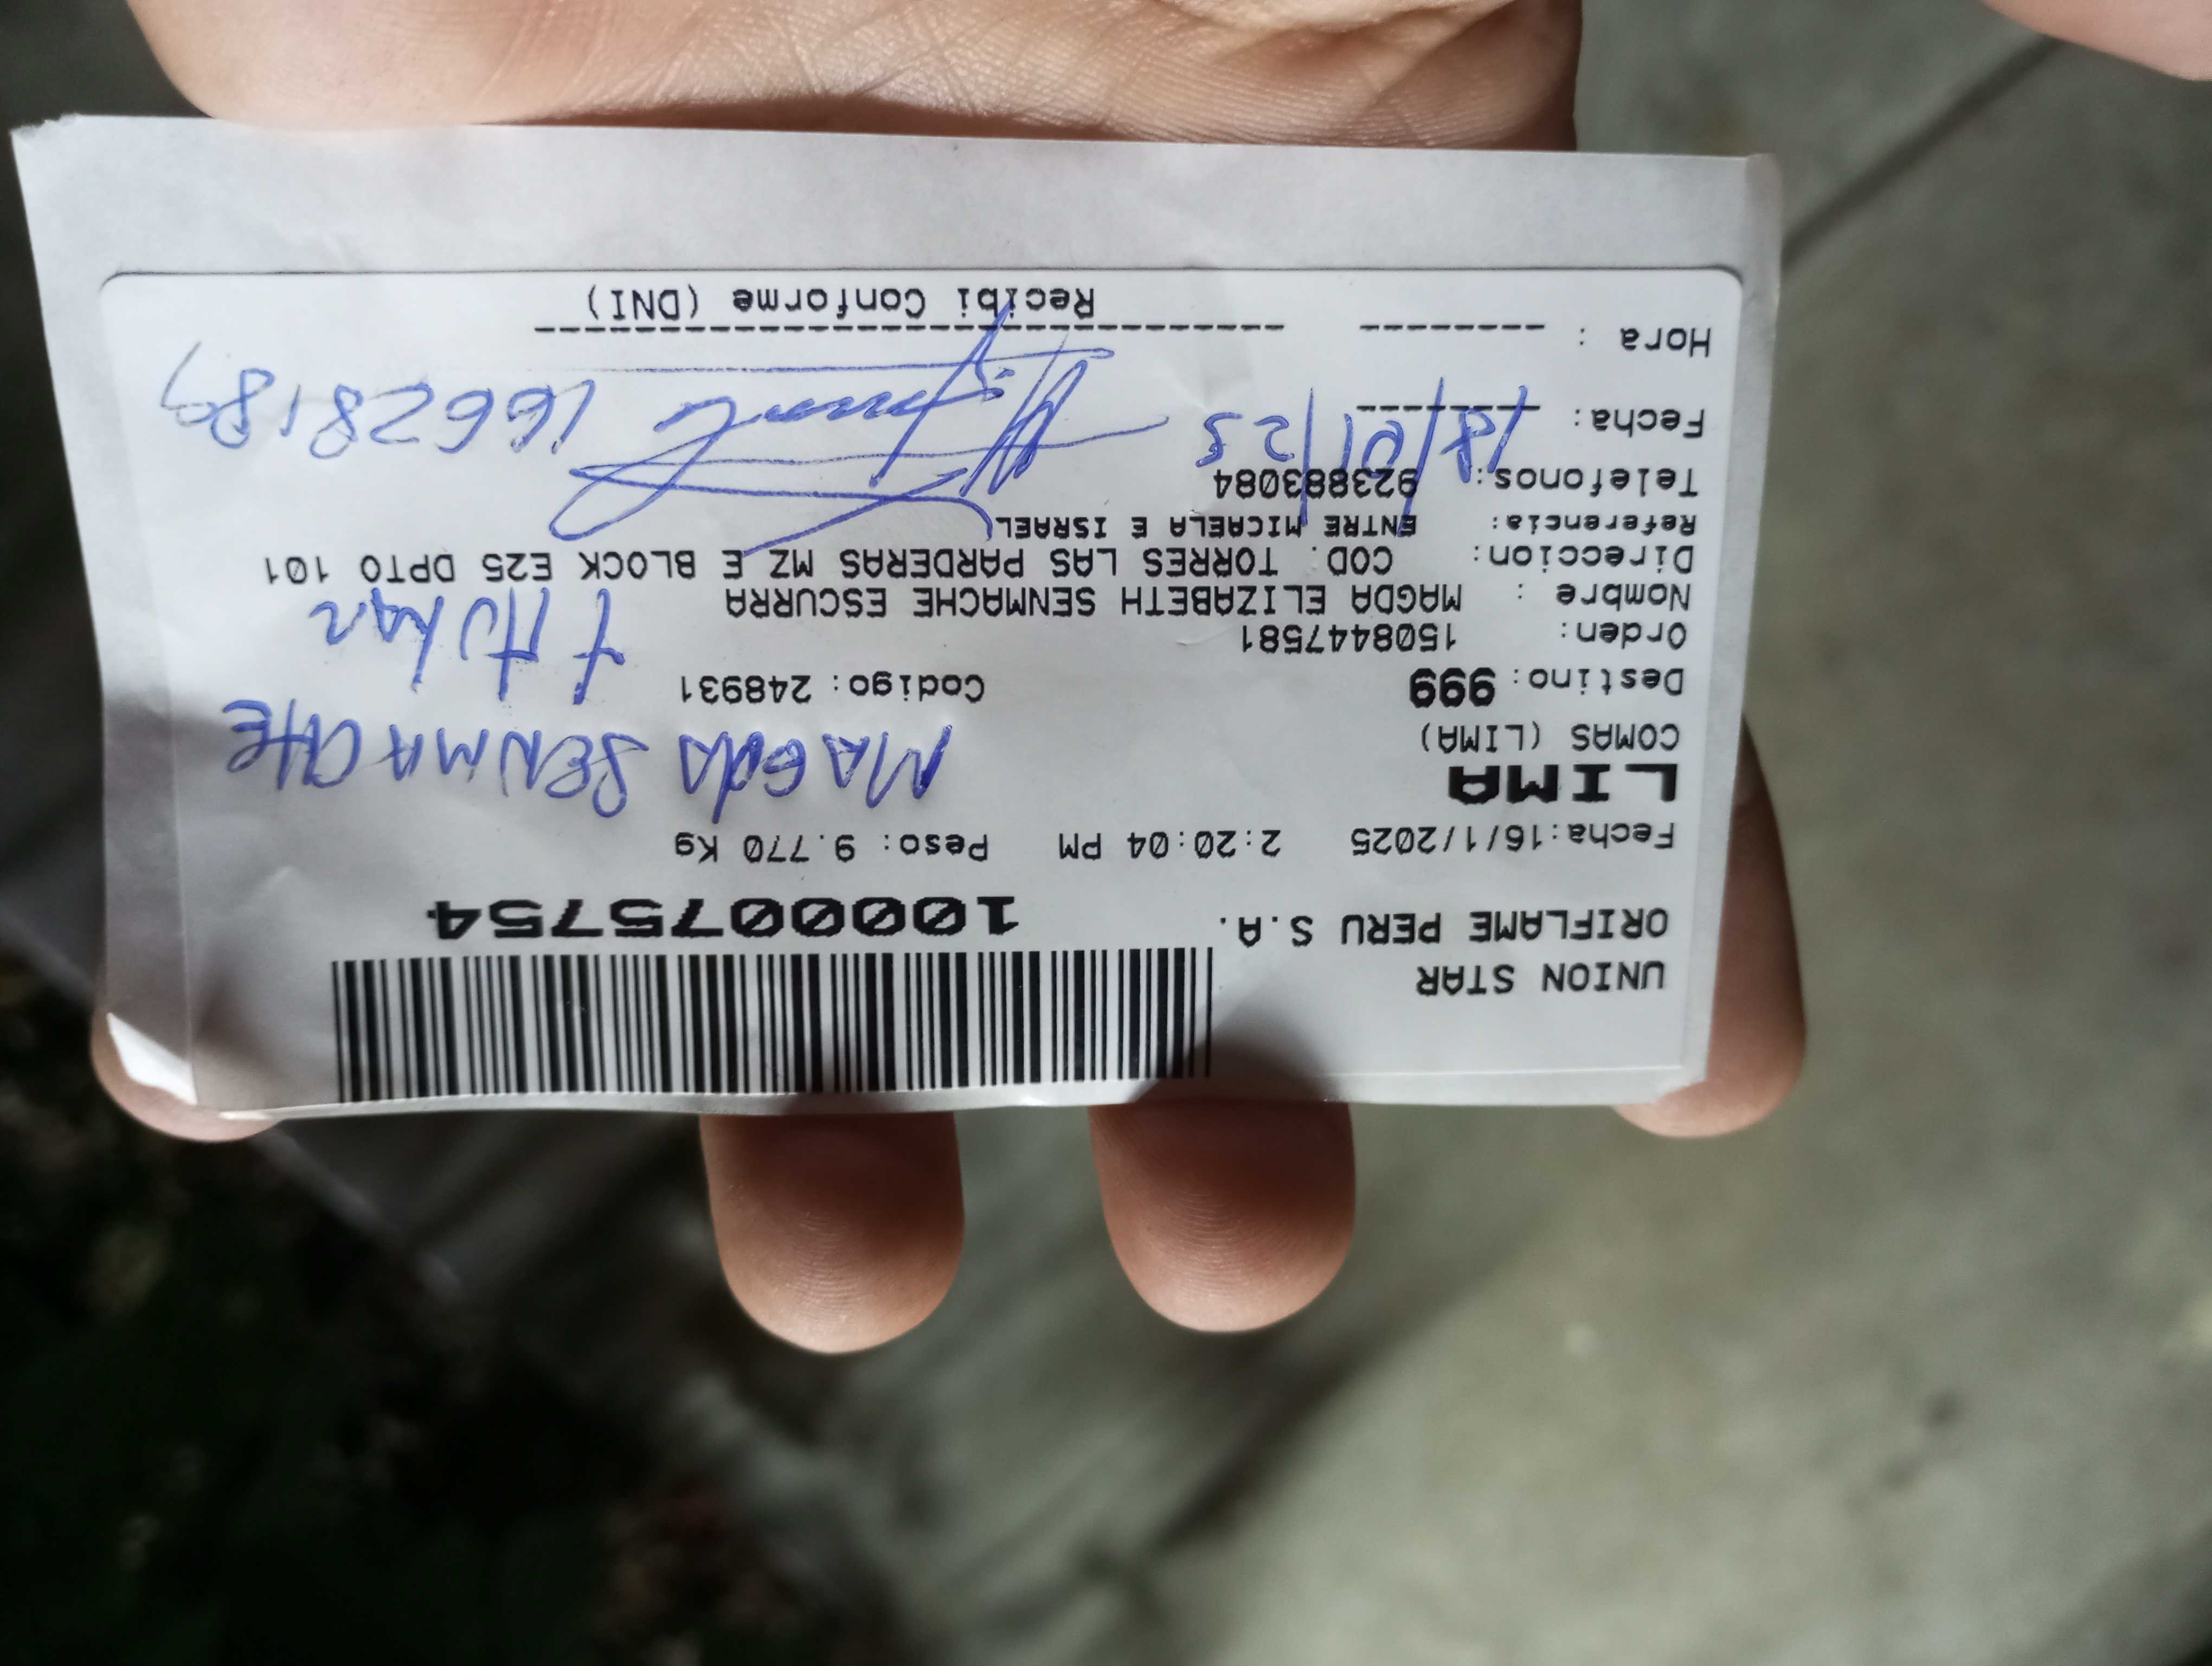 UNION STAR
ORIFLAME PERU S.A. 1000075754
Fecha:16/1/2025 2:20:04 PM Peso: 9.770 Kg
LIMA
COMAS (LIMA)
MAGDA SENMACHE
Destino: 999 Codigo: 248931
Orden: 1508447581
Nombre : MAGDA ELIZABETH SENMACHE ESCURRA
Direccion: COD. TORRES LAS PARDERAS MZ E BLOCK E25 DPTO 101
Referencia: ENTRE MICAELA E ISRAEL
Telefonos: 923883084
Fecha: 18/01/25 16628189
Hora :
Recibi Conforme (DNI)